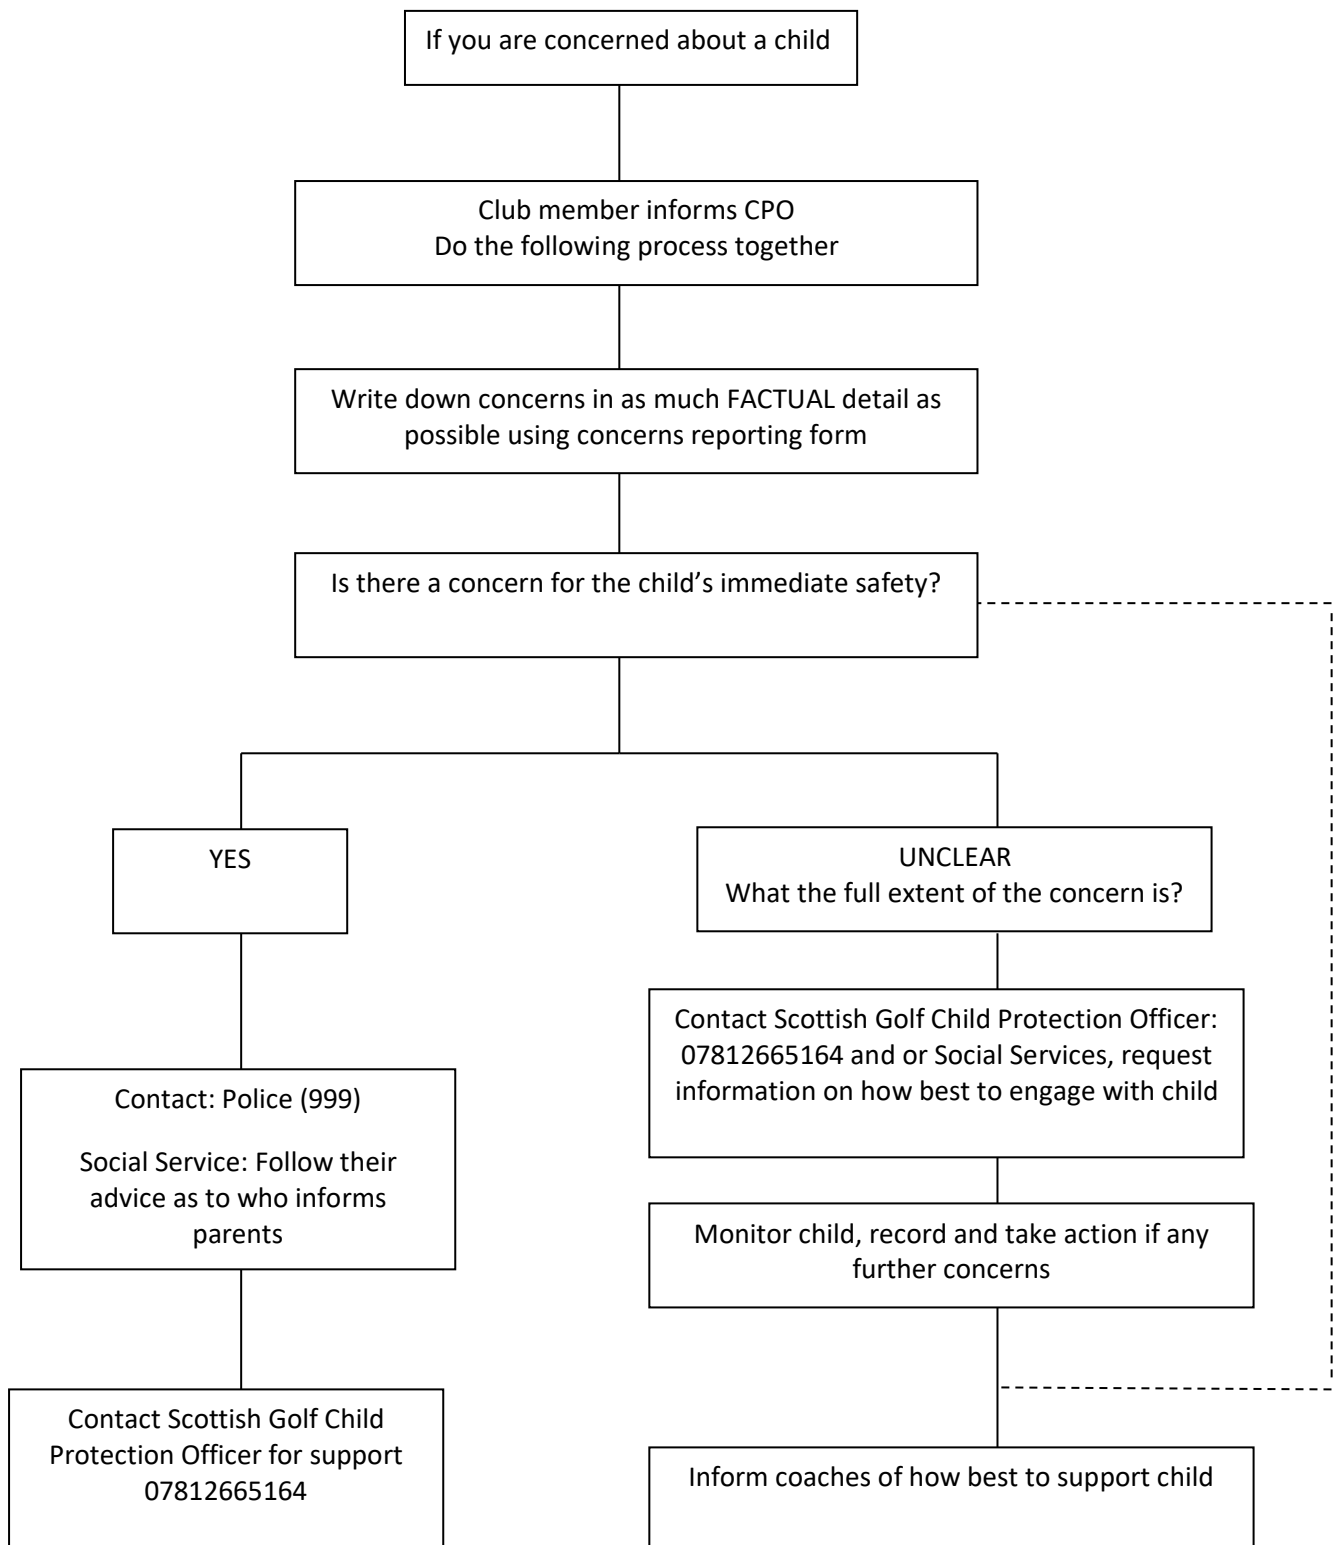 If you are concerned about a child
Club member informs CPO
Do the following process together
Write down concerns in as much FACTUAL detail as
possible using concerns reporting form
Is there a concern for the child’s immediate safety?
YES
UNCLEAR
What the full extent of the concern is?
Contact: Police (999)
Social Service: Follow their
advice as to who informs
parents
Contact Scottish Golf Child Protection Officer:
07812665164 and or Social Services, request
information on how best to engage with child
Monitor child, record and take action if any
further concerns
Contact Scottish Golf Child
Protection Officer for support
07812665164
Inform coaches of how best to support child